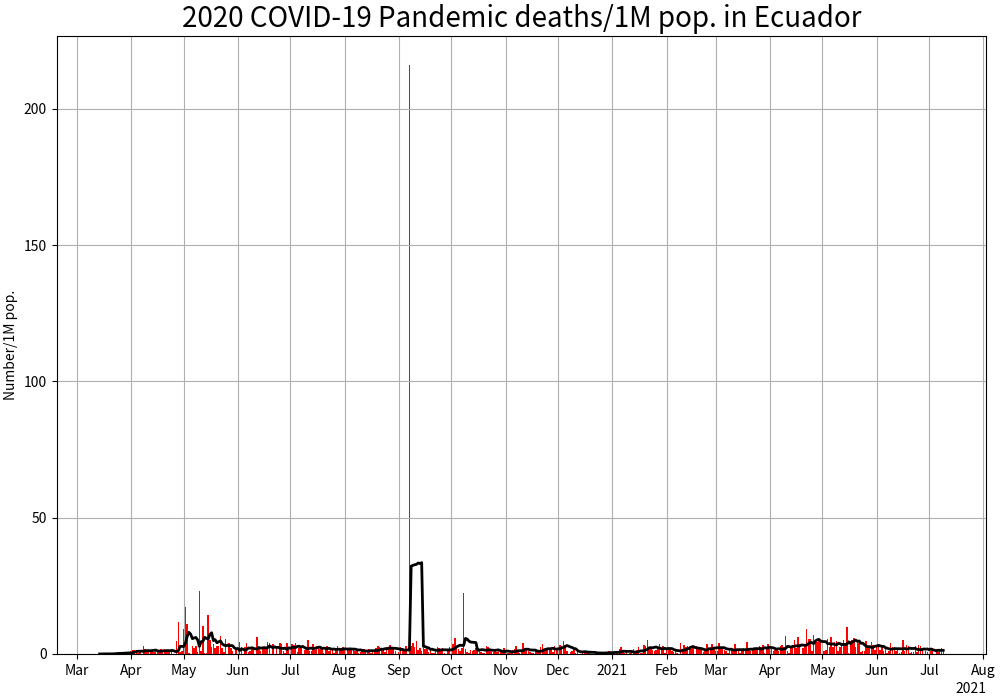 2020 COVID-19 Pandemic deaths/1M pop. in Ecuador
Number/1M pop.
200
150
100
50
0
Mar Apr May Jun Jul Aug Sep Oct Nov Dec 2021 Feb Mar Apr May Jun Jul Aug
2021